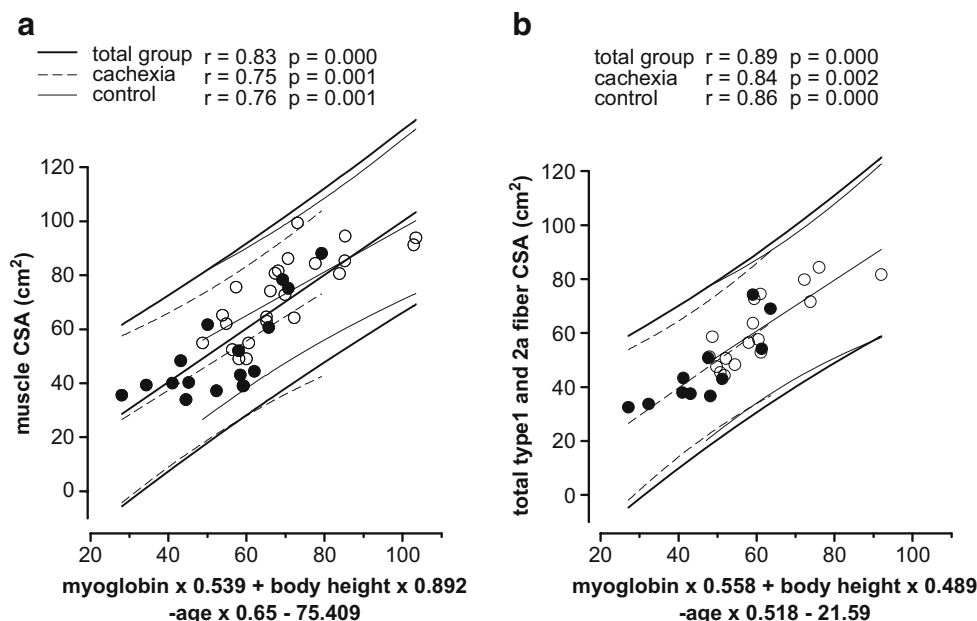 a
total group r = 0.83 p = 0.000
cachexia r = 0.75 p = 0.001
control r = 0.76 p = 0.001
120
100
80
60
40
20
0
muscle CSA (cm²)
20 40 60 80 100
myoglobin x 0.539 + body height x 0.892
-age x 0.65 - 75.409
b
total group r = 0.89 p = 0.000
cachexia r = 0.84 p = 0.002
control r = 0.86 p = 0.000
120
100
80
60
40
20
0
total type1 and 2a fiber CSA (cm²)
20 40 60 80 100
myoglobin x 0.558 + body height x 0.489
-age x 0.518 - 21.59